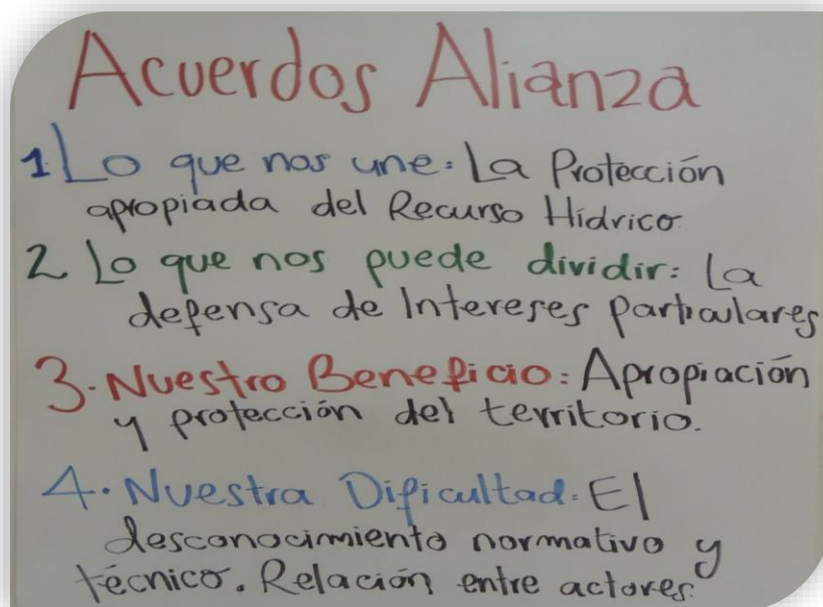 Acuerdos Alianza
1 Lo que nos une: La Protección
apropiada del Recurso Hídrico
2 Lo que nos puede dividir: La
defensa de Intereses particulares
3. Nuestro Beneficio: Apropiación
y protección del territorio.
4. Nuestra Dificultad: El
desconocimiento normativo y
técnico. Relación entre actores.